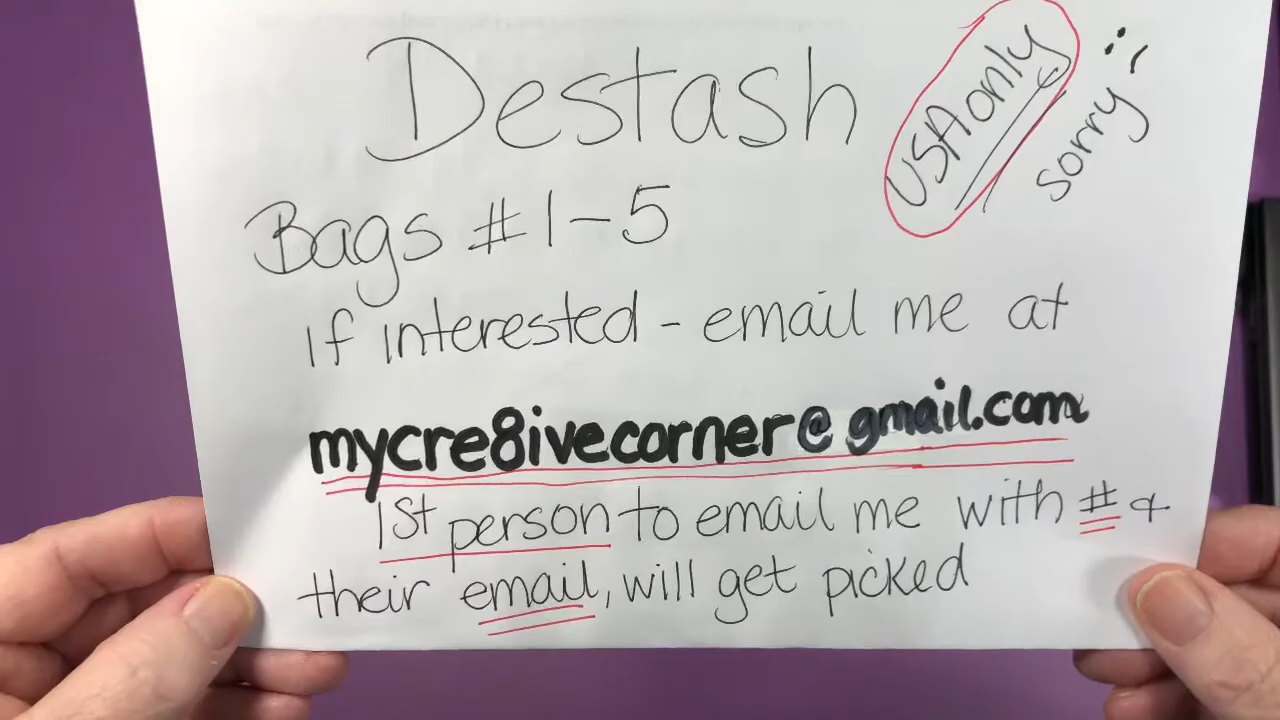 Destash
USA only
sorry :(
Bags #1-5
If interested - email me at
mycre8ivecorner@gmail.com
1st person to email me with # &
their email, will get picked